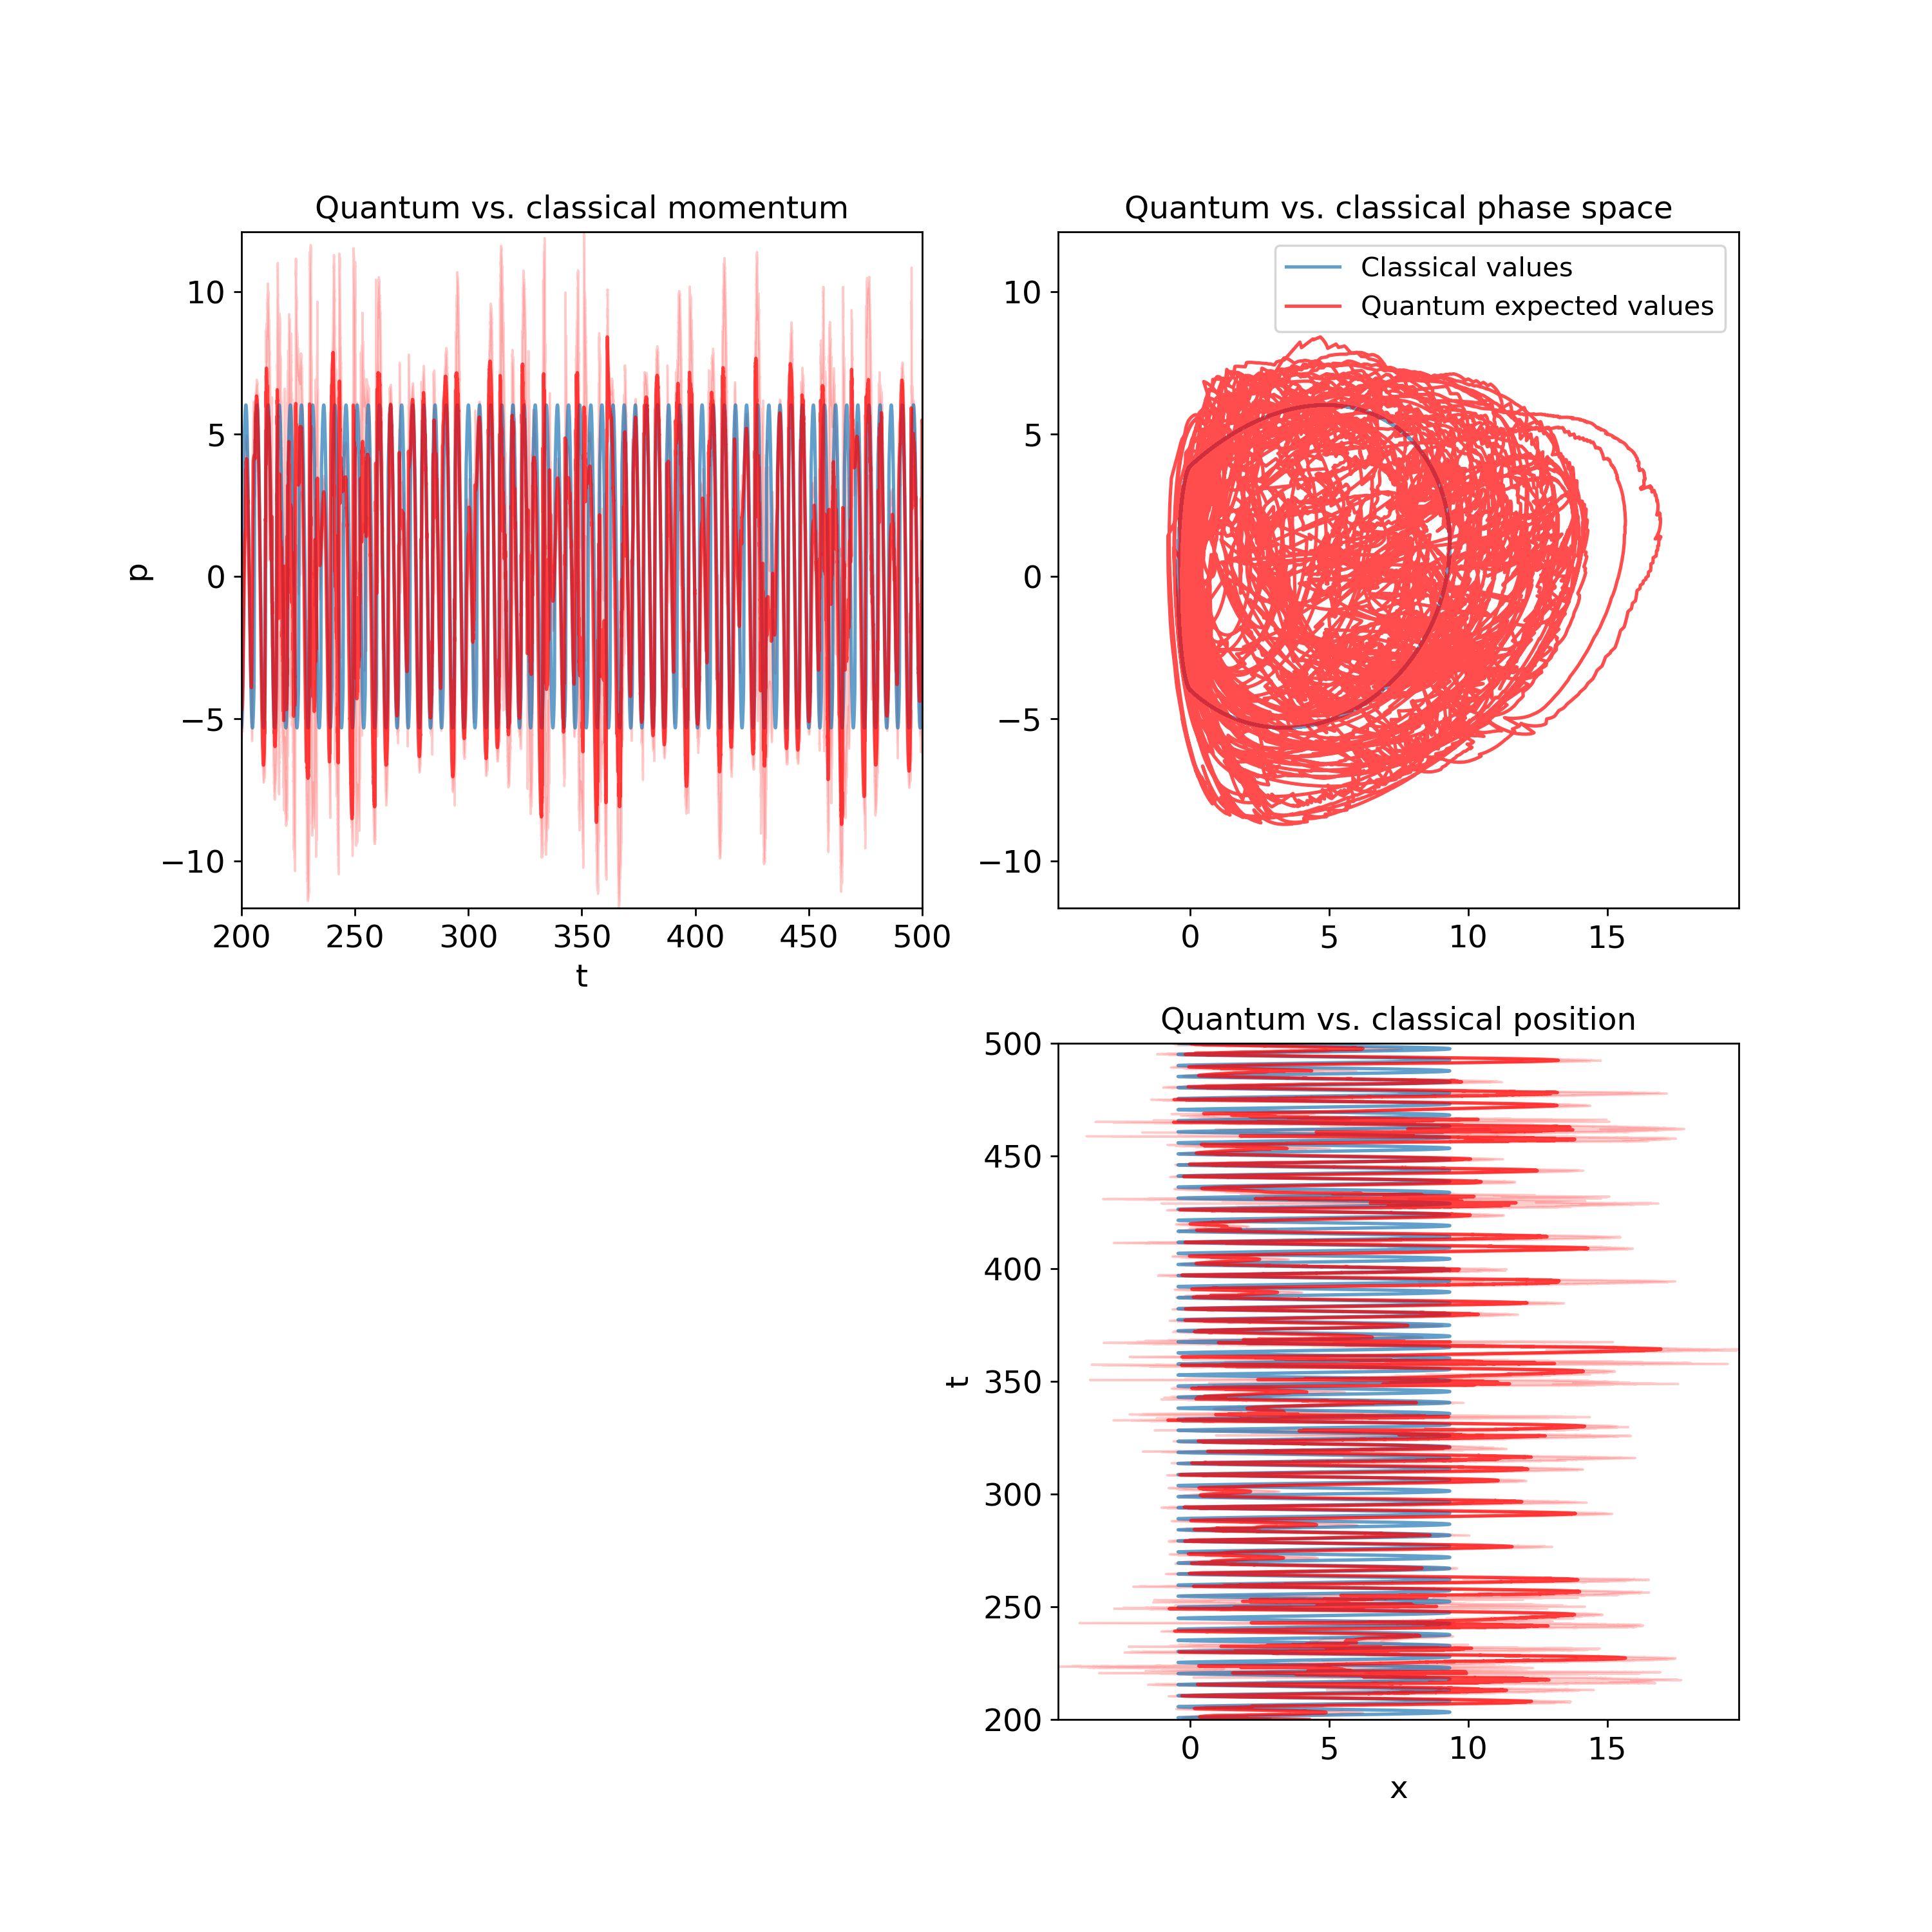 Quantum vs. classical momentum
10
5
0
−5
−10
p
200 250 300 350 400 450 500
t
Quantum vs. classical phase space
Classical values
Quantum expected values
10
5
0
−5
−10
0 5 10 15
Quantum vs. classical position
500
450
400
350
300
250
200
t
0 5 10 15
x